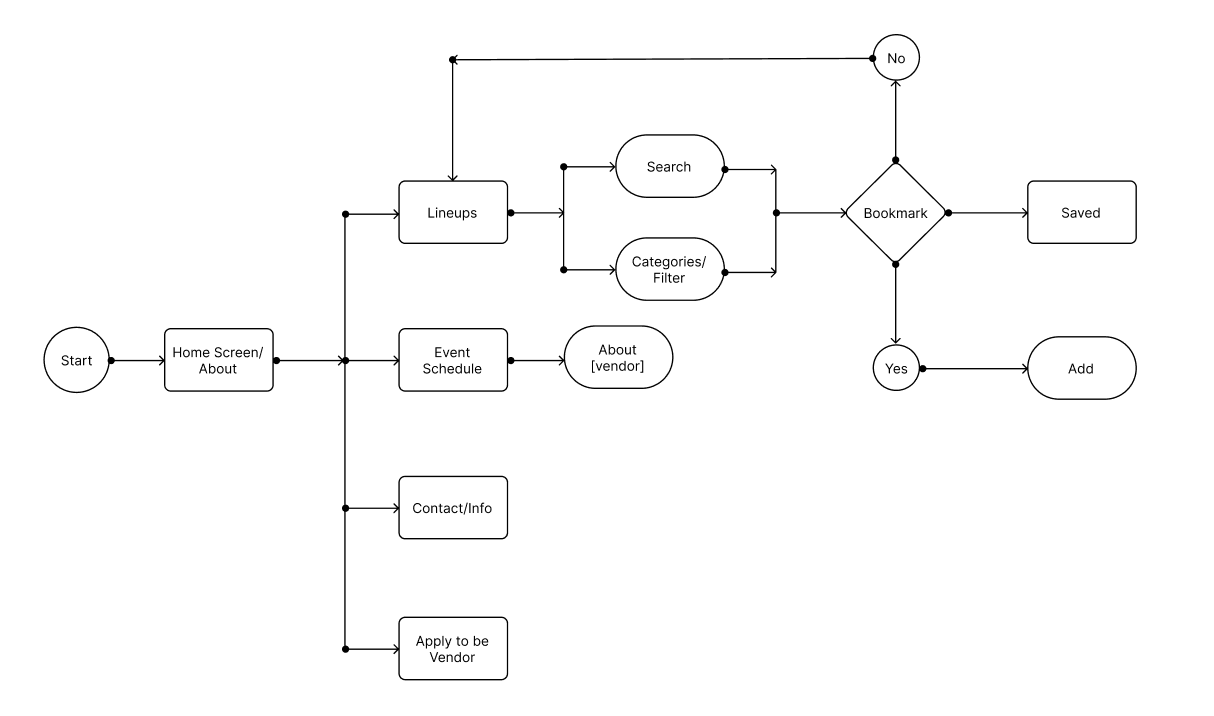 No
Search
Lineups
Bookmark
Saved
Categories/
Filter
Start
Home Screen/
About
Event
Schedule
About
[vendor]
Yes
Add
Contact/Info
Apply to be
Vendor